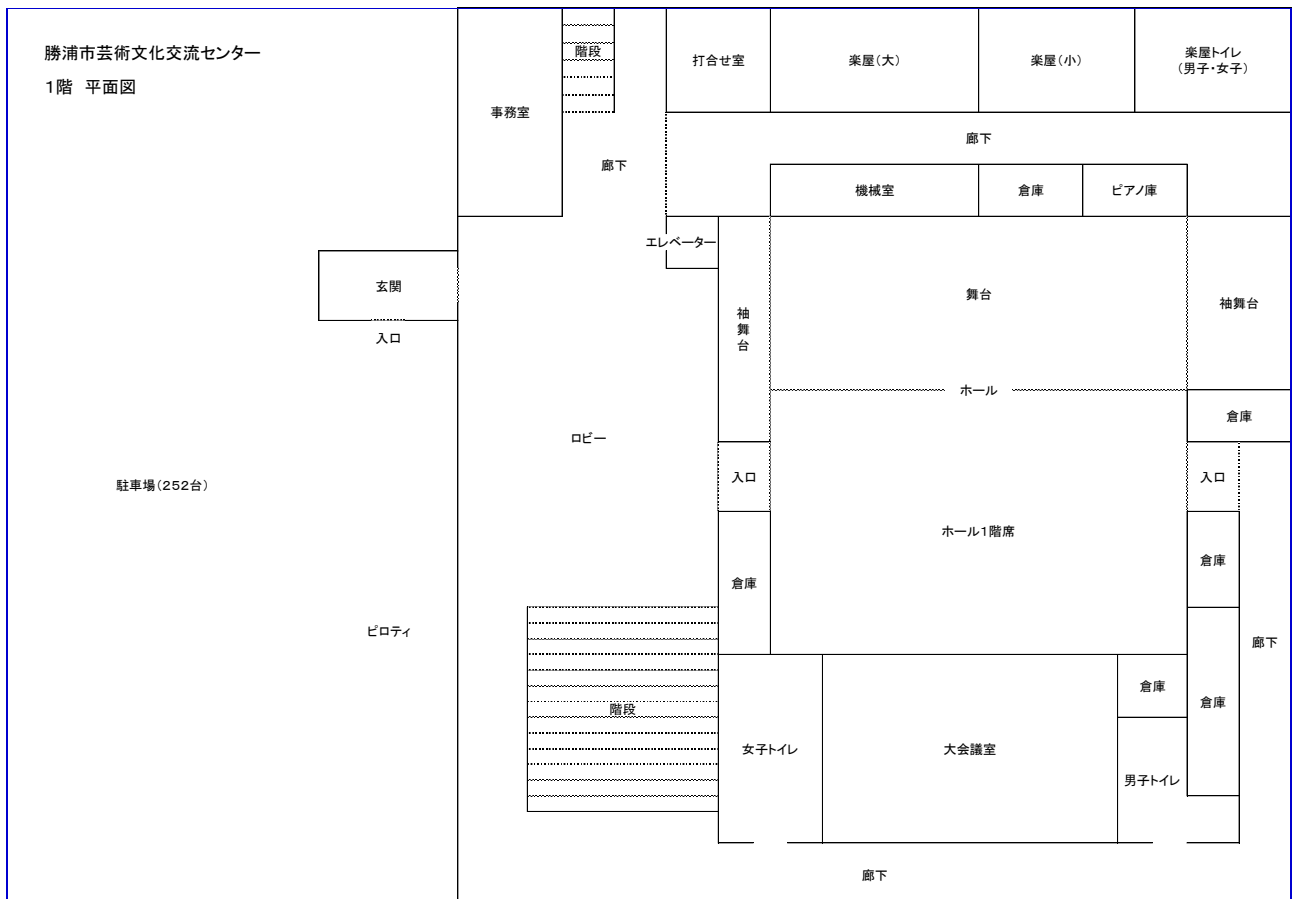 勝浦市芸術文化交流センター
1階 平面図
階段
打合せ室
楽屋(大)
楽屋(小)
楽屋トイレ
(男子・女子)
事務室
廊下
廊下
機械室
倉庫
ピアノ庫
エレベーター
玄関
入口
袖舞台
舞台
袖舞台
ホール
倉庫
ロビー
入口
入口
駐車場(252台)
ホール1階席
倉庫
倉庫
ピロティ
廊下
倉庫
倉庫
階段
女子トイレ
大会議室
男子トイレ
廊下